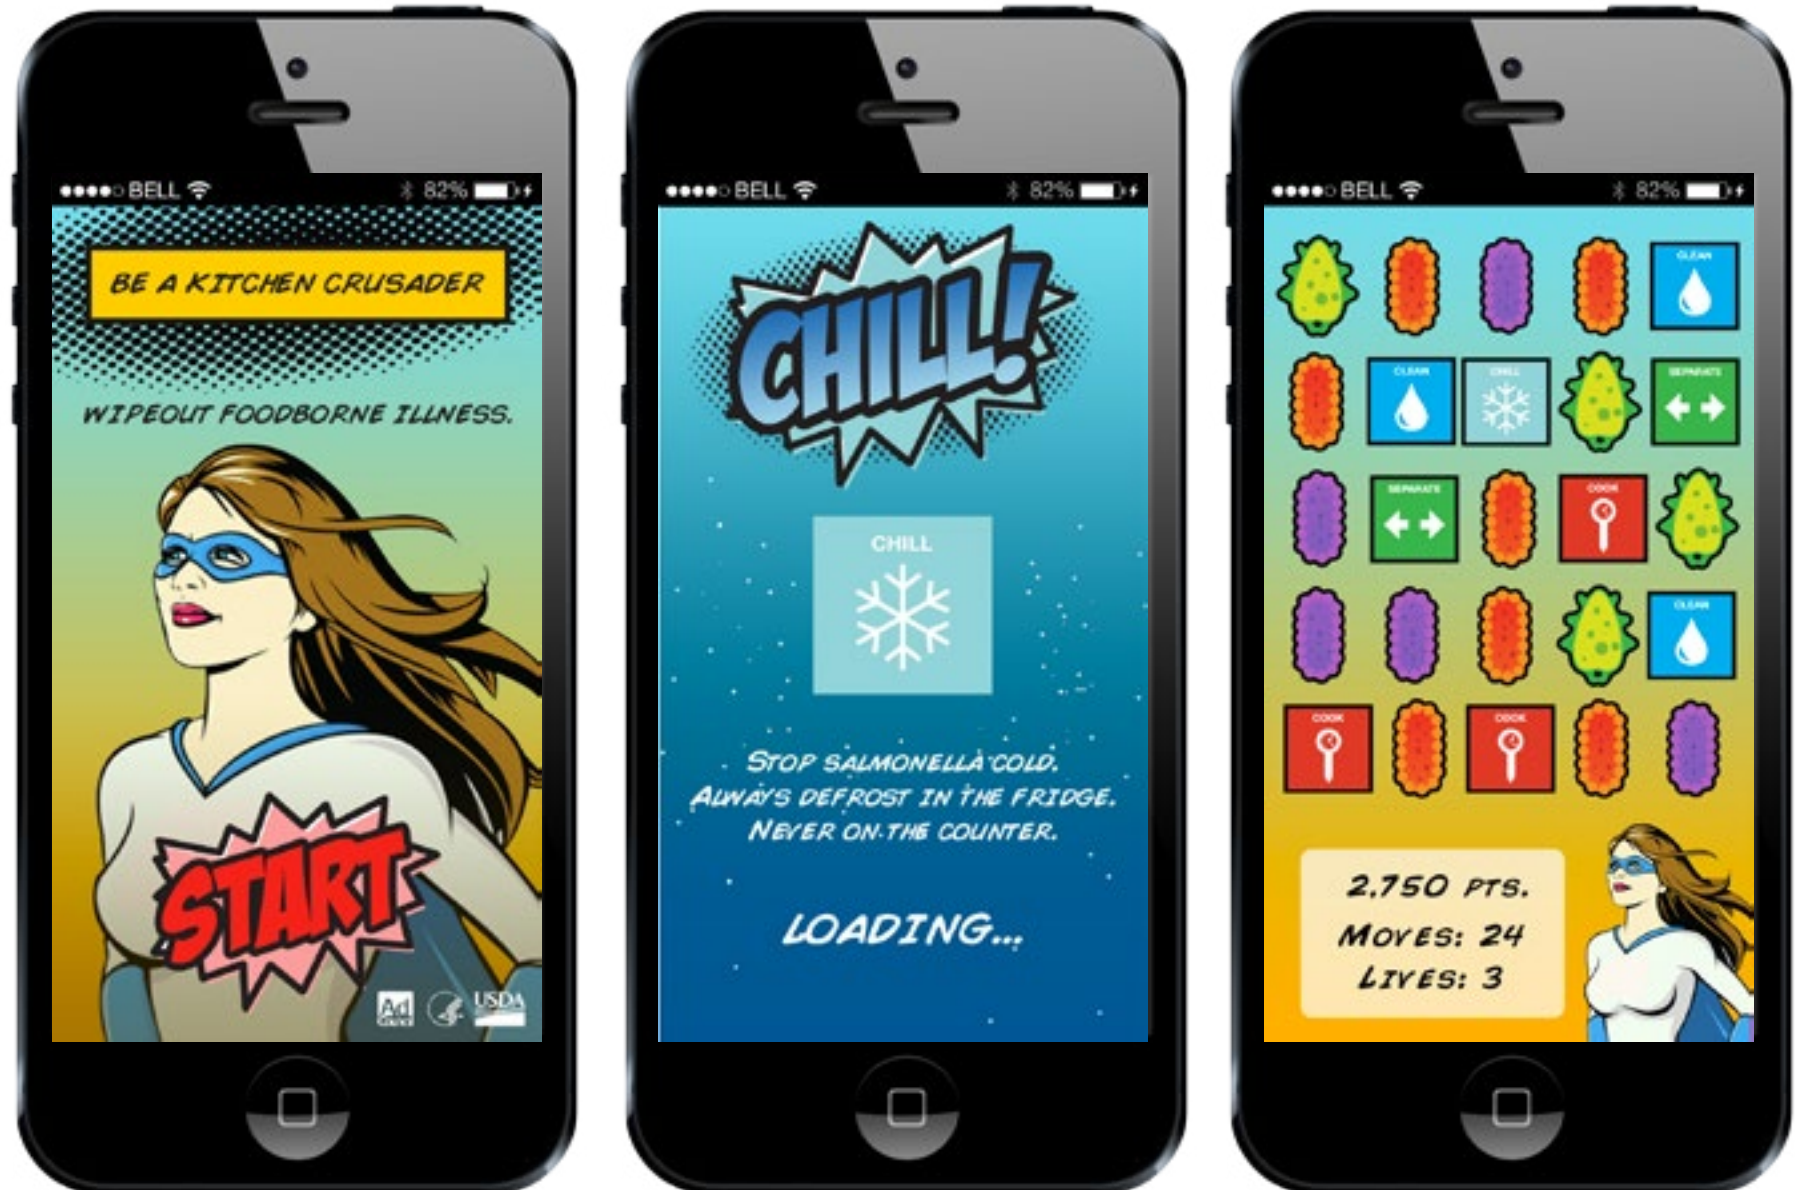 BELL 82%
BE A KITCHEN CRUSADER
WIPEOUT FOODBORNE ILLNESS.
START
Ad
USDA
BELL 82%
CHILL!
CHILL
STOP SALMONELLA COLD.
ALWAYS DEFROST IN THE FRIDGE.
NEVER ON THE COUNTER.
LOADING...
BELL 82%
CLEAN
CLEAN CHILL SEPARATE
SEPARATE COOK
CLEAN
COOK COOK
2,750 PTS.
MOVES: 24
LIVES: 3